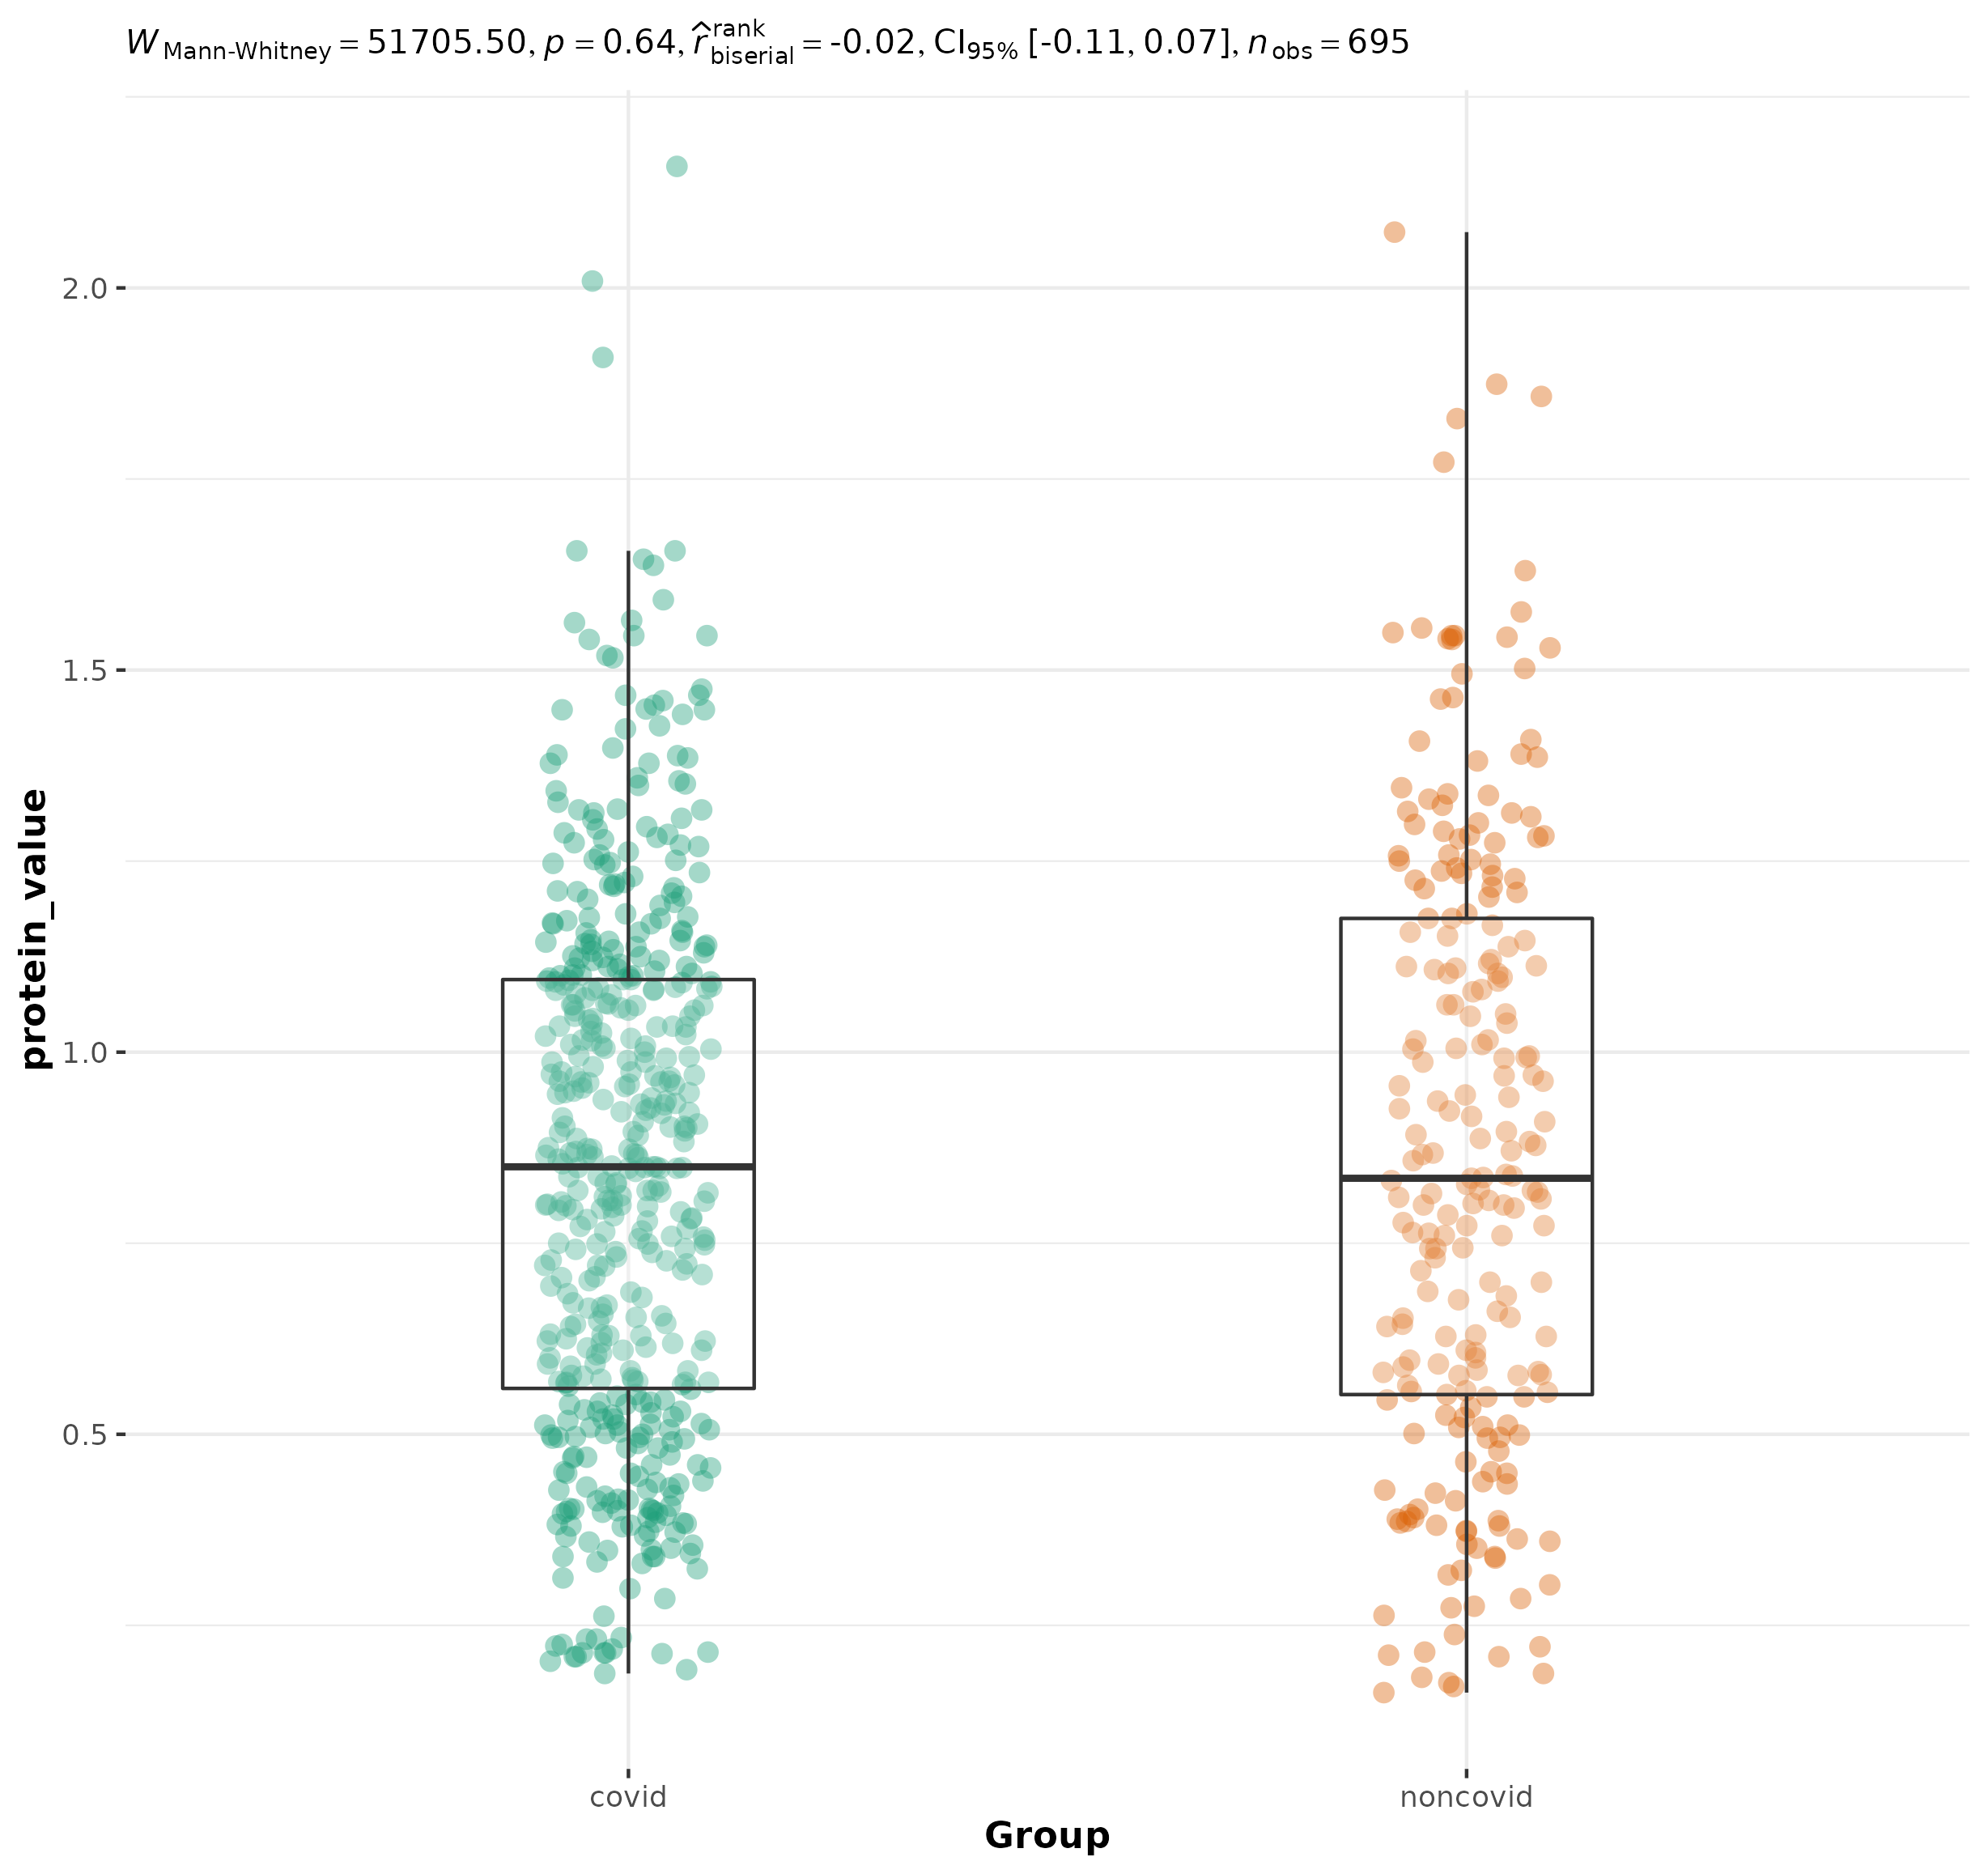 W Mann-Whitney = 51705.50, p = 0.64, r̂ rank biserial = -0.02, CI95% [-0.11, 0.07], n obs = 695
2.0
1.5
1.0
0.5
protein_value
covid noncovid
Group